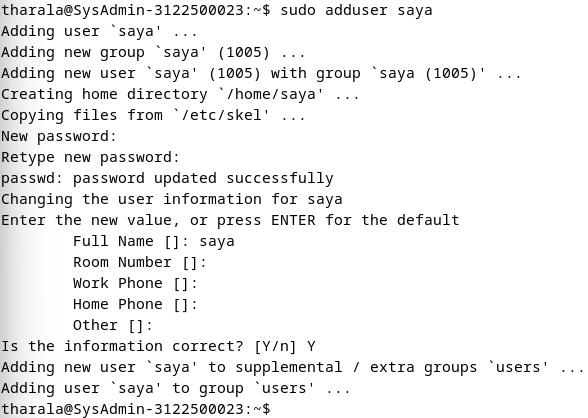 tharala@SysAdmin-3122500023:~$ sudo adduser saya
Adding user `saya' ...
Adding new group `saya' (1005) ...
Adding new user `saya' (1005) with group `saya (1005)' ...
Creating home directory `/home/saya' ...
Copying files from `/etc/skel' ...
New password:
Retype new password:
passwd: password updated successfully
Changing the user information for saya
Enter the new value, or press ENTER for the default
        Full Name []: saya
        Room Number []:
        Work Phone []:
        Home Phone []:
        Other []:
Is the information correct? [Y/n] Y
Adding new user `saya' to supplemental / extra groups `users' ...
Adding user `saya' to group `users' ...
tharala@SysAdmin-3122500023:~$